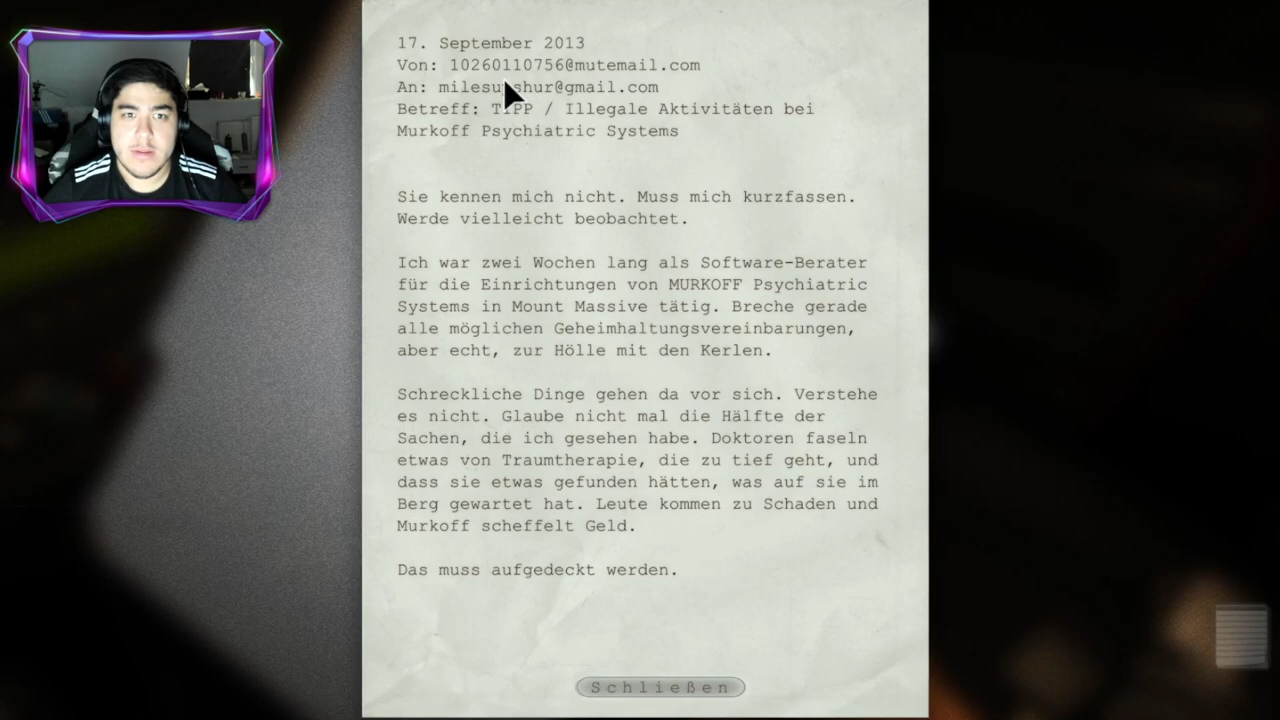 17. September 2013
Von: 10260110756@mutemail.com
An: milesupshur@gmail.com
Betreff: TIPP / Illegale Aktivitäten bei
Murkoff Psychiatric Systems
Sie kennen mich nicht. Muss mich kurzfassen.
Werde vielleicht beobachtet.
Ich war zwei Wochen lang als Software-Berater
für die Einrichtungen von MURKOFF Psychiatric
Systems in Mount Massive tätig. Breche gerade
alle möglichen Geheimhaltungsvereinbarungen,
aber echt, zur Hölle mit den Kerlen.
Schreckliche Dinge gehen da vor sich. Verstehe
es nicht. Glaube nicht mal die Hälfte der
Sachen, die ich gesehen habe. Doktoren faseln
etwas von Traumtherapie, die zu tief geht, und
dass sie etwas gefunden hätten, was auf sie im
Berg gewartet hat. Leute kommen zu Schaden und
Murkoff scheffelt Geld.
Das muss aufgedeckt werden.
Schließen